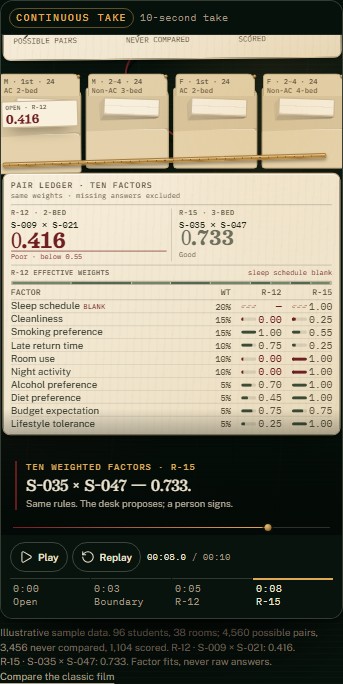 CONTINUOUS TAKE 10-second take
POSSIBLE PAIRS NEVER COMPARED SCORED
M · 1st · 24 M · 2-4 · 24 F · 1st · 24 F · 2-4 · 24
AC 2-bed Non-AC 3-bed AC 2-bed Non-AC 4-bed
OPEN · R-12
0.416
PAIR LEDGER · TEN FACTORS
same weights · missing answers excluded
R-12 · 2-BED R-15 · 3-BED
S-009 × S-021 S-035 × S-047
0.416 0.733
Poor · below 0.55 Good
R-12 EFFECTIVE WEIGHTS sleep schedule blank
FACTOR WT R-12 R-15
Sleep schedule BLANK 20% — 1.00
Cleanliness 15% 0.00 0.25
Smoking preference 15% 1.00 0.55
Late return time 10% 0.75 0.25
Room use 10% 0.00 1.00
Night activity 10% 0.00 1.00
Alcohol preference 5% 0.70 1.00
Diet preference 5% 0.45 1.00
Budget expectation 5% 0.75 0.75
Lifestyle tolerance 5% 0.25 1.00
TEN WEIGHTED FACTORS · R-15
S-035 × S-047 — 0.733.
Same rules. The desk proposes; a person signs.
Play Replay 00:08.0 / 00:10
0:00 0:03 0:05 0:08
Open Boundary R-12 R-15
Illustrative sample data. 96 students, 38 rooms; 4,560 possible pairs,
3,456 never compared, 1,104 scored. R-12 · S-009 × S-021: 0.416.
R-15 · S-035 × S-047: 0.733. Factor fits, never raw answers.
Compare the classic film